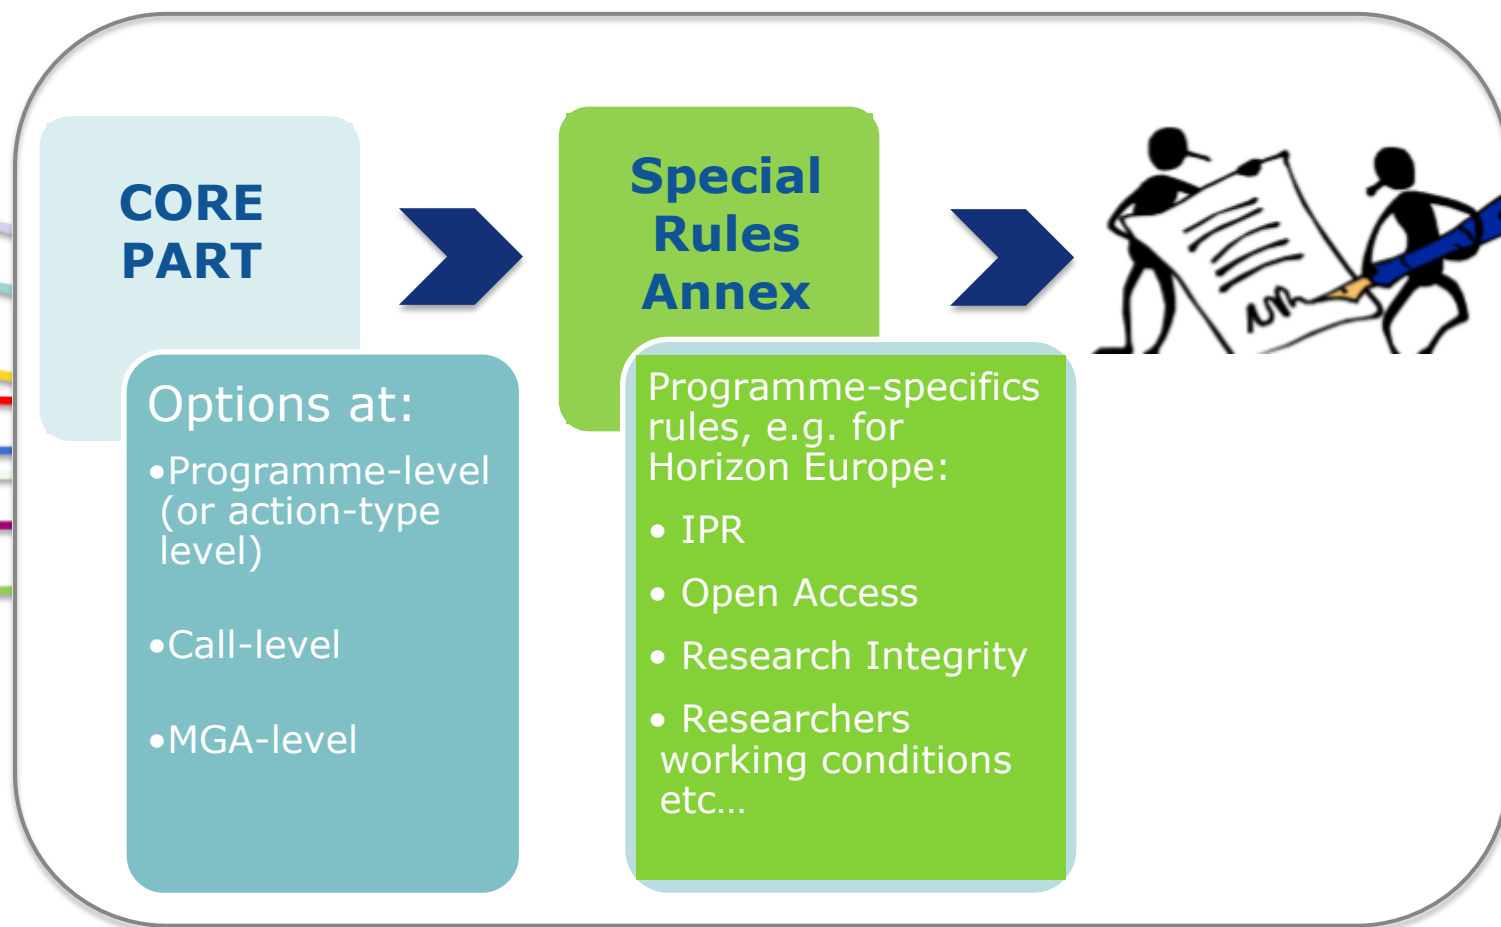 CORE
PART
Options at:
•Programme-level
(or action-type
level)
•Call-level
•MGA-level
Special
Rules
Annex
Programme-specifics
rules, e.g. for
Horizon Europe:
• IPR
• Open Access
• Research Integrity
• Researchers
working conditions
etc…